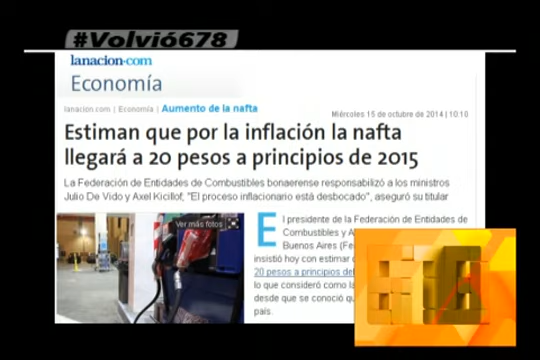 #Volvió678
lanacion.com
Economía
lanacion.com | Economía | Aumento de la nafta
Miércoles 15 de octubre de 2014 | 10:10
Estiman que por la inflación la nafta
llegará a 20 pesos a principios de 2015
La Federación de Entidades de Combustibles bonaerense responsabilizó a los ministros
Julio De Vido y Axel Kicillof, "El proceso inflacionario está desbocado", aseguró su titular
Ver más fotos
El presidente de la Federación de Entidades de
Combustibles y A
Buenos Aires (Fe
insistió hoy con estimar
20 pesos a principios del
lo que consideró como la
desde que se conoció q
país.